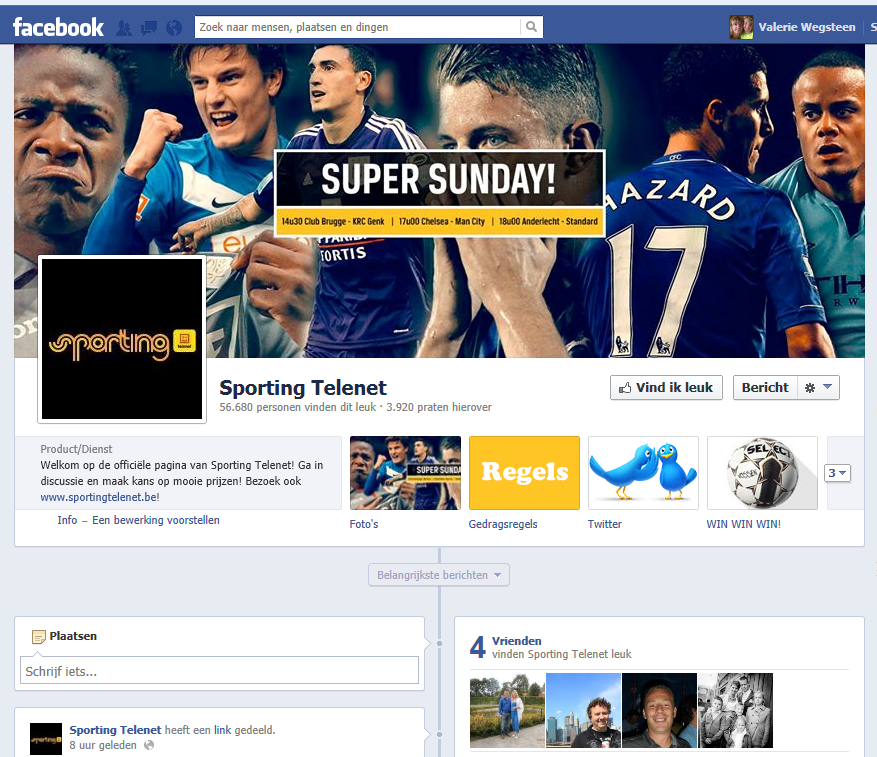 facebook
Zoek naar mensen, plaatsen en dingen
Valerie Wegsteen
S
SUPER SUNDAY!
14u30 Club Brugge - KRC Genk | 17u00 Chelsea - Man City | 18u00 Anderlecht - Standard
CFC
HAZARD
17
FORTIS
sporting
telenet
Sporting Telenet
56.680 personen vinden dit leuk · 3.920 praten hierover
Vind ik leuk
Bericht
Product/Dienst
Welkom op de officiële pagina van Sporting Telenet! Ga in
discussie en maak kans op mooie prijzen! Bezoek ook
www.sportingtelenet.be!
Info – Een bewerking voorstellen
SUPER SUNDA
Regels
SELECT
3
Foto's
Gedragsregels
Twitter
WIN WIN WIN!
Belangrijkste berichten
Plaatsen
Schrijf iets...
4 Vrienden
vinden Sporting Telenet leuk
Sporting Telenet heeft een link gedeeld.
8 uur geleden